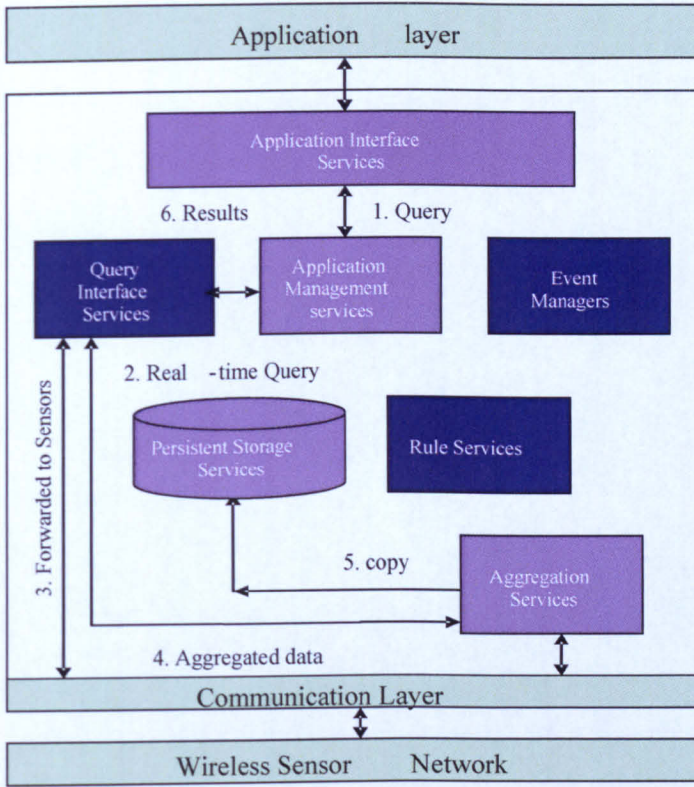 Application layer
Application Interface
Services
6. Results
1. Query
Query
Interface
Services
Application
Management
services
Event
Managers
2. Real -time Query
3. Forwarded to Sensors
Persistent Storage
Services
Rule Services
5. copy
Aggregation
Services
4. Aggregated data
Communication Layer
Wireless Sensor Network